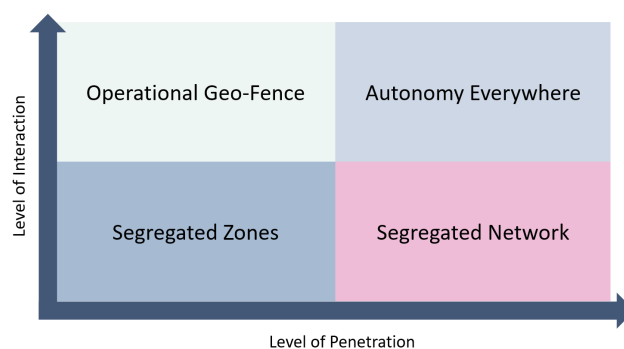 Level of Interaction
Operational Geo-Fence
Autonomy Everywhere
Segregated Zones
Segregated Network
Level of Penetration